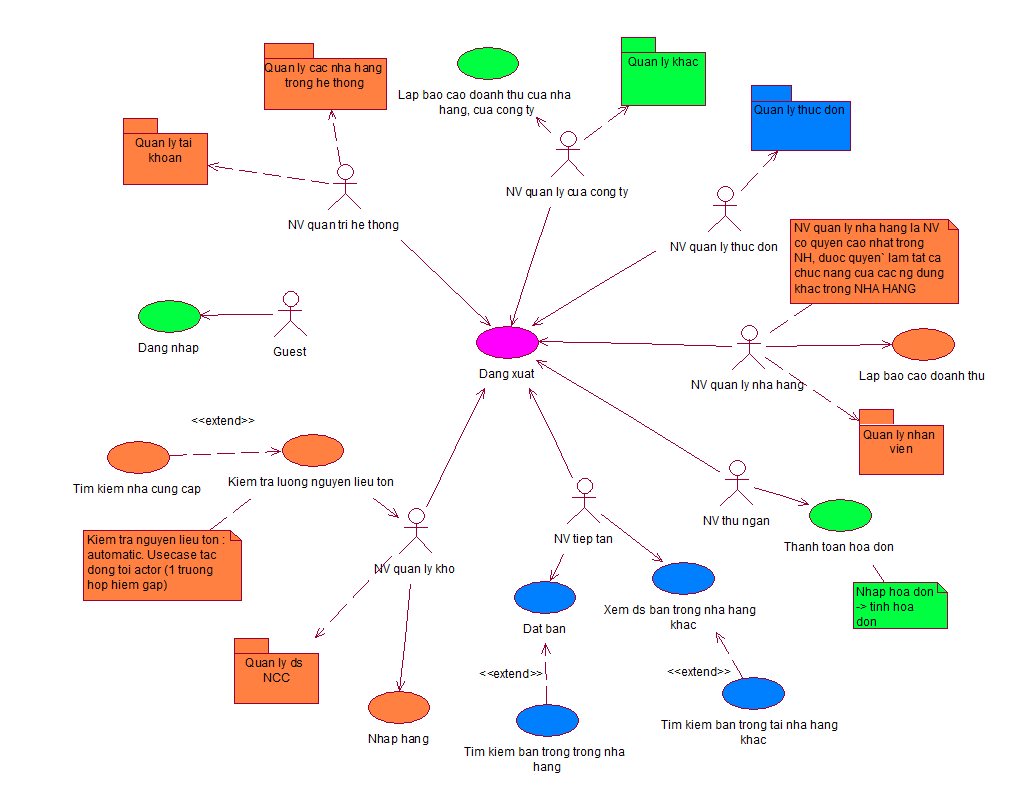 Quan ly cac nha hang
trong he thong
Quan ly tai
khoan
NV quan tri he thong
Lap bao cao doanh thu cua nha
hang, cua cong ty
Quan ly khac
NV quan ly cua cong ty
Quan ly thuc don
NV quan ly thuc don
NV quan ly nha hang la NV
co quyen cao nhat trong
NH, duoc quyen` lam tat ca
chuc nang cua cac ng dung
khac trong NHA HANG
Dang nhap
Guest
Dang xuat
NV quan ly nha hang
Lap bao cao doanh thu
Quan ly nhan
vien
<<extend>>
Tim kiem nha cung cap
Kiem tra luong nguyen lieu ton
Kiem tra nguyen lieu ton :
automatic. Usecase tac
dong toi actor (1 truong
hop hiem gap)
NV quan ly kho
NV tiep tan
NV thu ngan
Thanh toan hoa don
Nhap hoa don
-> tinh hoa
don
Dat ban
Xem ds ban trong nha hang
khac
Quan ly ds
NCC
Nhap hang
<<extend>>
<<extend>>
Tim kiem ban trong trong nha
hang
Tim kiem ban trong tai nha hang
khac